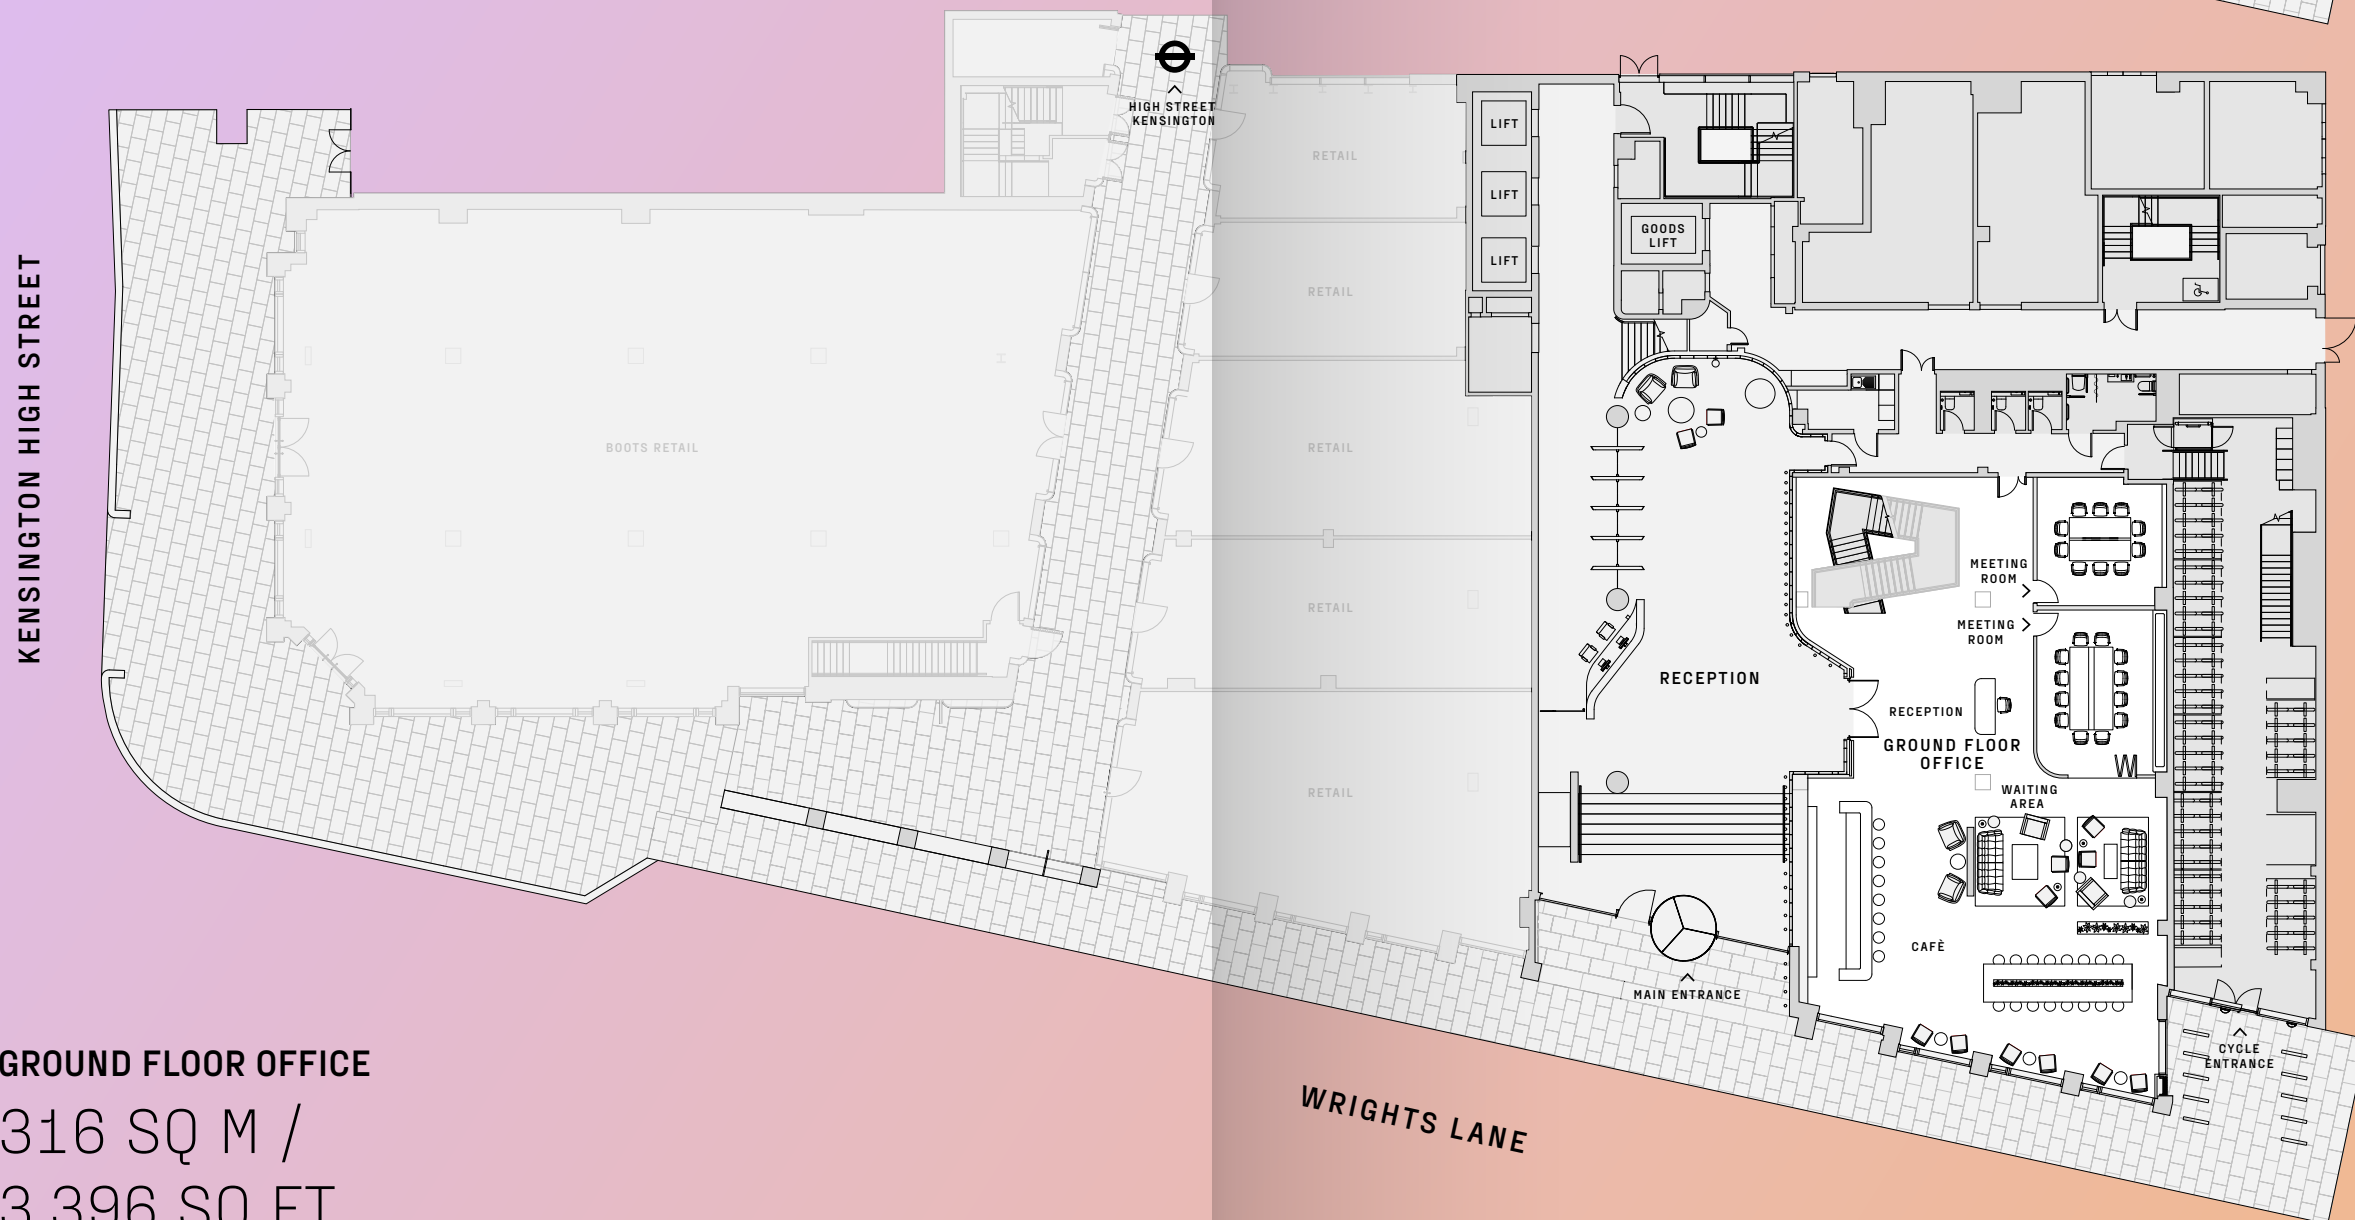 HIGH STREET
KENSINGTON
KENSINGTON HIGH STREET
BOOTS RETAIL
RETAIL
RETAIL
RETAIL
RETAIL
RETAIL
LIFT
LIFT
LIFT
GOODS
LIFT
MEETING
ROOM
MEETING
ROOM
RECEPTION
RECEPTION
GROUND FLOOR
OFFICE
W
WAITING
AREA
CAFÈ
MAIN ENTRANCE
CYCLE
ENTRANCE
WRIGHTS LANE
GROUND FLOOR OFFICE
316 SQ M /
3,396 SQ FT